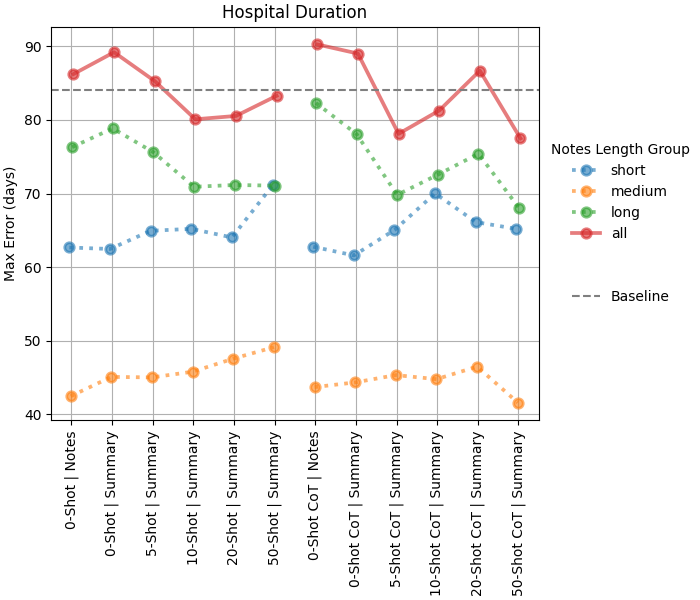 Hospital Duration
Max Error (days)
90
80
70
60
50
40
0-Shot | Notes
0-Shot | Summary
5-Shot | Summary
10-Shot | Summary
20-Shot | Summary
50-Shot | Summary
0-Shot CoT | Notes
0-Shot CoT | Summary
5-Shot CoT | Summary
10-Shot CoT | Summary
20-Shot CoT | Summary
50-Shot CoT | Summary
Notes Length Group
short
medium
long
all
Baseline